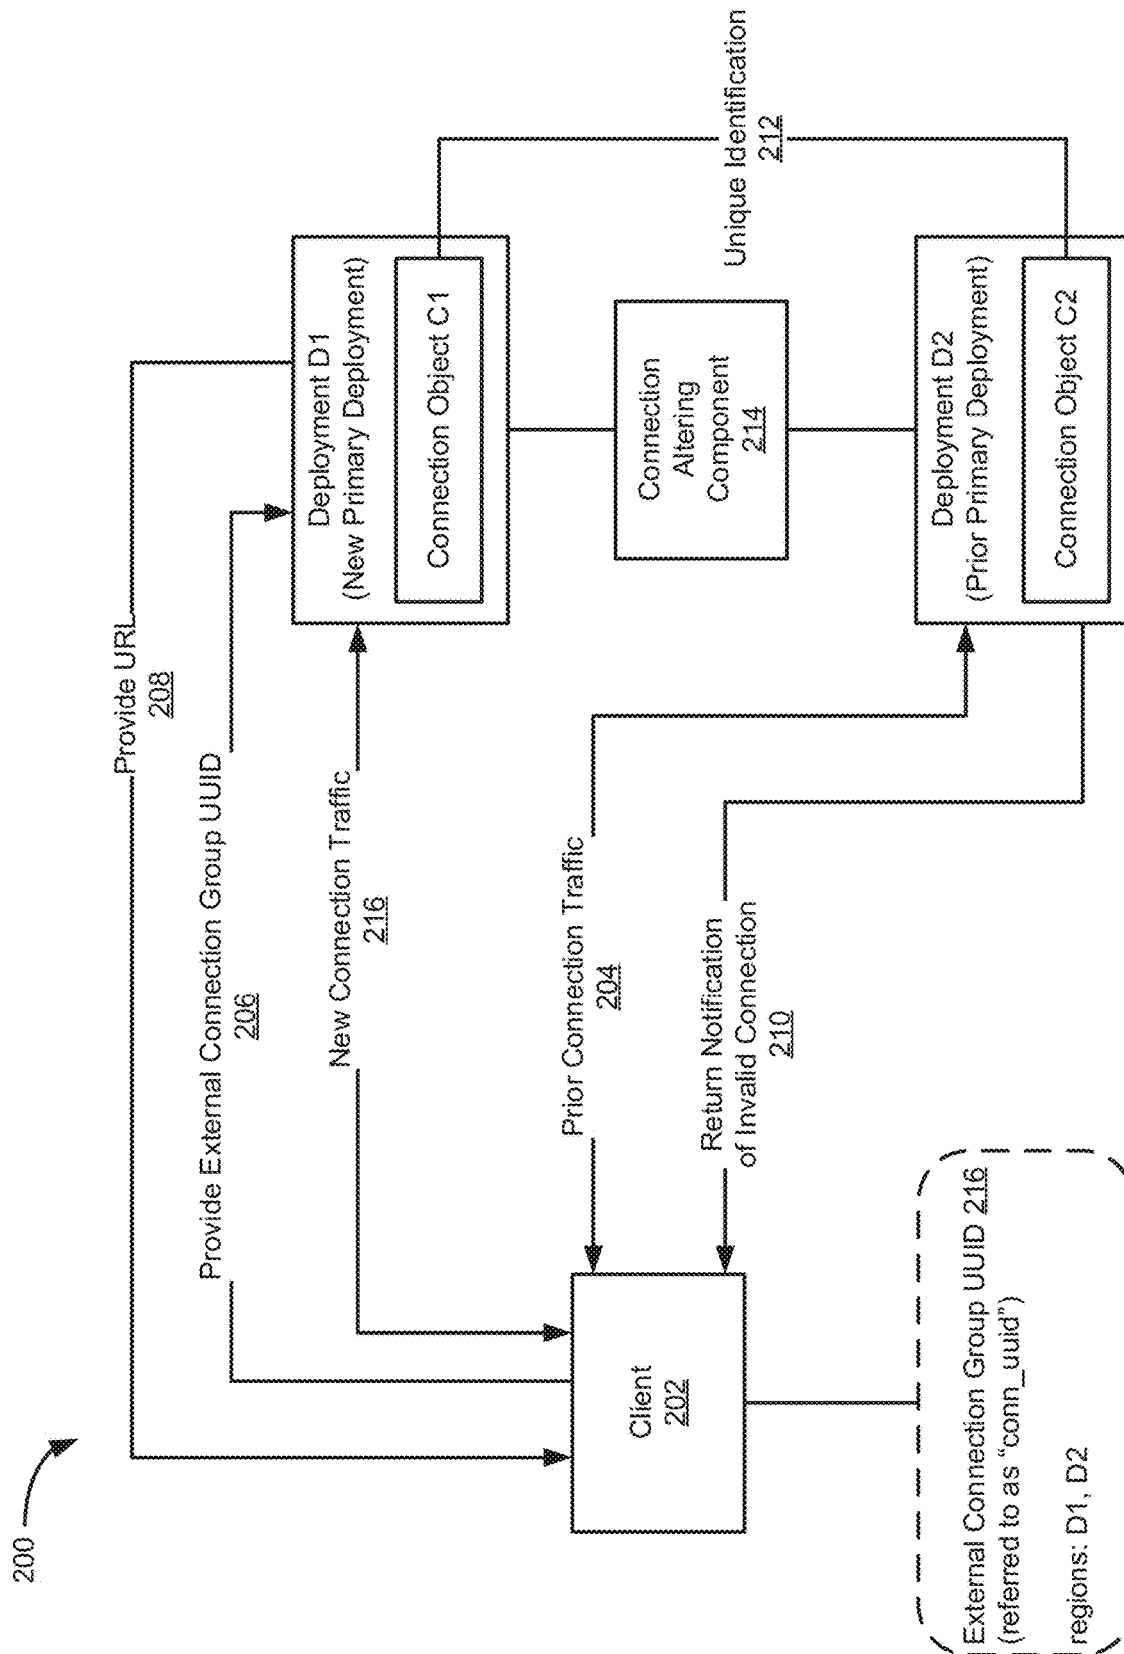 200
Provide URL
208
Provide External Connection Group UUID
206
New Connection Traffic
216
Prior Connection Traffic
204
Return Notification
of Invalid Connection
210
Client
202
External Connection Group UUID 216
(referred to as “conn_uuid”)
regions: D1, D2
Deployment D1
(New Primary Deployment)
Connection Object C1
Connection
Altering
Component
214
Deployment D2
(Prior Primary Deployment)
Connection Object C2
Unique Identification
212